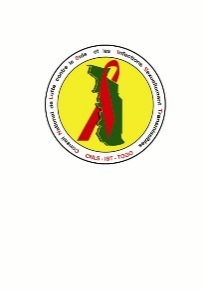 Conseil National de Lutte contre le Sida et les Infections Sexuellement Transmissibles
CNLS - IST - TOGO